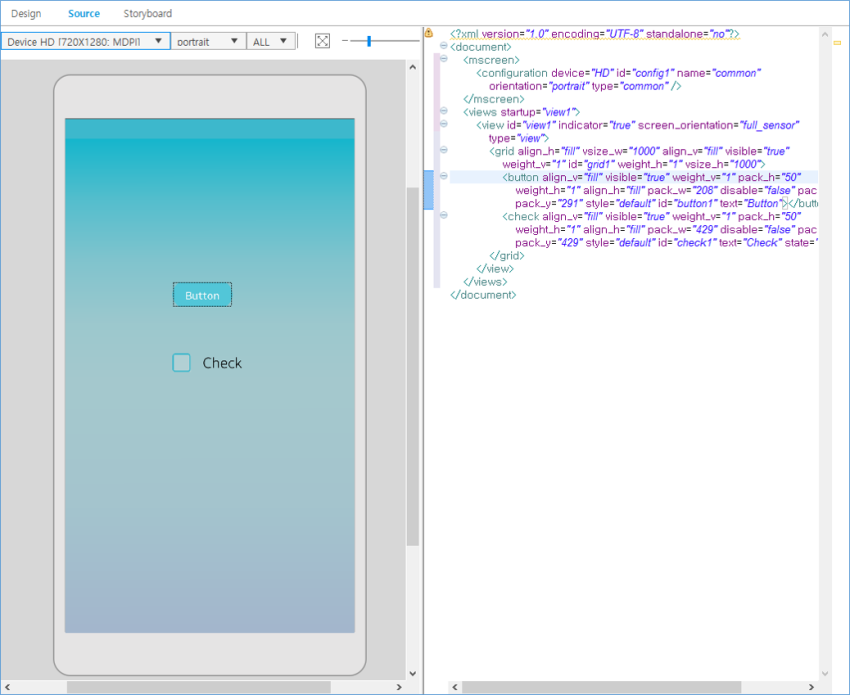 Design Source Storyboard
Device HD [720X1280: MDPI] portrait ALL
Button
Check
<?xml version="1.0" encoding="UTF-8" standalone="no"?>
<document>
<mscreen>
<configuration device="HD" id="config1" name="common"
orientation="portrait" type="common" />
</mscreen>
<views startup="view1">
<view id="view1" indicator="true" screen_orientation="full_sensor"
type="view">
<grid align_h="fill" vsize_w="1000" align_v="fill" visible="true"
weight_v="1" id="grid1" weight_h="1" vsize_h="1000">
<button align_v="fill" visible="true" weight_v="1" pack_h="50"
weight_h="1" align_h="fill" pack_w="208" disable="false" pac
pack_y="291" style="default" id="button1" text="Button"></butt
<check align_v="fill" visible="true" weight_v="1" pack_h="50"
weight_h="1" align_h="fill" pack_w="429" disable="false" pac
pack_y="429" style="default" id="check1" text="Check" state="
</grid>
</view>
</views>
</document>